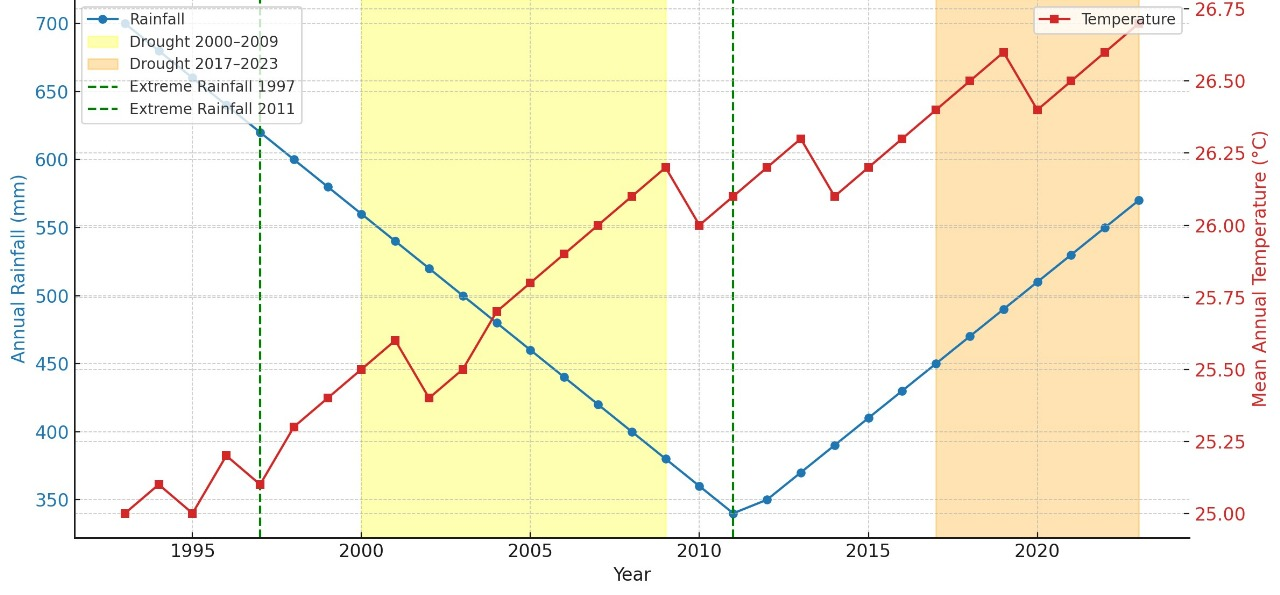 Rainfall
Drought 2000–2009
Drought 2017–2023
Extreme Rainfall 1997
Extreme Rainfall 2011
Temperature
Annual Rainfall (mm)
700
650
600
550
500
450
400
350
26.75
26.50
26.25
26.00
25.75
25.50
25.25
25.00
Mean Annual Temperature (°C)
1995 2000 2005 2010 2015 2020
Year